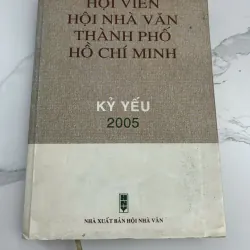 HỘI VIÊN
HỘI NHÀ VĂN
THÀNH PHỐ
HỒ CHÍ MINH
KỶ YẾU
2005
NHÀ XUẤT BẢN HỘI NHÀ VĂN